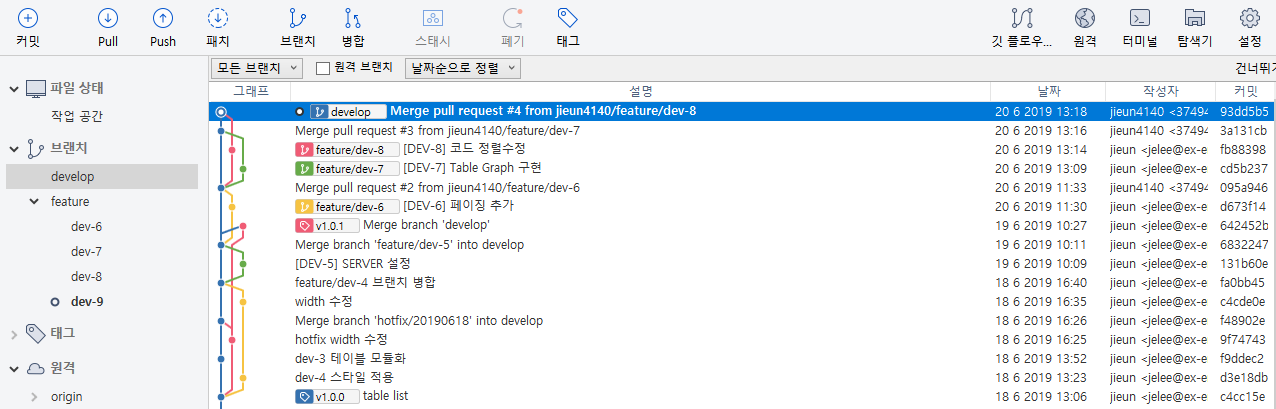 커밋 Pull Push 패치 브랜치 병합 스태시 폐기 태그 깃 플로우... 원격 터미널 탐색기 설정
모든 브랜치 원격 브랜치 날짜순으로 정렬 건너뛰기
파일 상태
작업 공간
브랜치
develop
feature
dev-6
dev-7
dev-8
dev-9
태그
원격
origin
그래프 설명 날짜 작성자 커밋
develop Merge pull request #4 from jieun4140/feature/dev-8 20 6 2019 13:18 jieun4140 <37494 93dd5b5
Merge pull request #3 from jieun4140/feature/dev-7 20 6 2019 13:16 jieun4140 <37494 3a131cb
feature/dev-8 [DEV-8] 코드 정렬수정 20 6 2019 13:14 jieun <jelee@ex-e fb88398
feature/dev-7 [DEV-7] Table Graph 구현 20 6 2019 13:09 jieun <jelee@ex-e cd5b237
Merge pull request #2 from jieun4140/feature/dev-6 20 6 2019 11:33 jieun4140 <37494 095a946
feature/dev-6 [DEV-6] 페이징 추가 20 6 2019 11:30 jieun <jelee@ex-e d673f14
v1.0.1 Merge branch 'develop' 19 6 2019 10:27 jieun <jelee@ex-e 642452b
Merge branch 'feature/dev-5' into develop 19 6 2019 10:11 jieun <jelee@ex-e 6832247
[DEV-5] SERVER 설정 19 6 2019 10:09 jieun <jelee@ex-e 131b60e
feature/dev-4 브랜치 병합 18 6 2019 16:40 jieun <jelee@ex-e fa0bb45
width 수정 18 6 2019 16:35 jieun <jelee@ex-e c4cde0e
Merge branch 'hotfix/20190618' into develop 18 6 2019 16:26 jieun <jelee@ex-e f48902e
hotfix width 수정 18 6 2019 16:25 jieun <jelee@ex-e 9f74743
dev-3 테이블 모듈화 18 6 2019 13:52 jieun <jelee@ex-e f9ddec2
dev-4 스타일 적용 18 6 2019 13:23 jieun <jelee@ex-e d3e18db
v1.0.0 table list 18 6 2019 13:06 jieun <jelee@ex-e c4cc15e